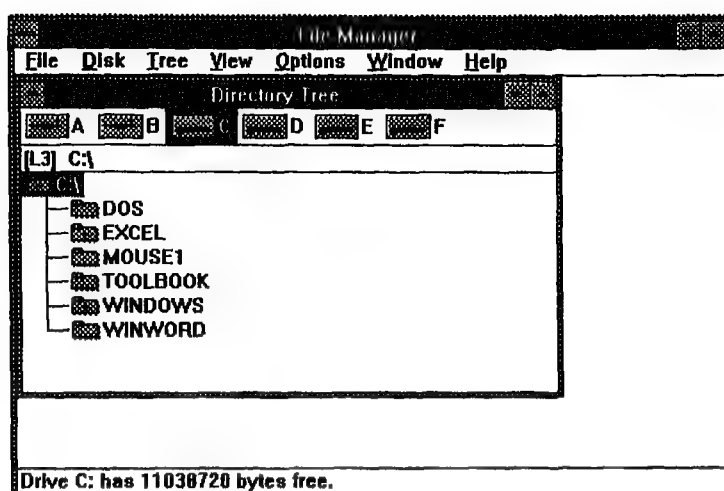 File Manager
File Disk Tree View Options Window Help
Directory Tree
A B C D E F
[L3] C:\
C:\
DOS
EXCEL
MOUSE1
TOOLBOOK
WINDOWS
WINWORD
Drive C: has 11038720 bytes free.